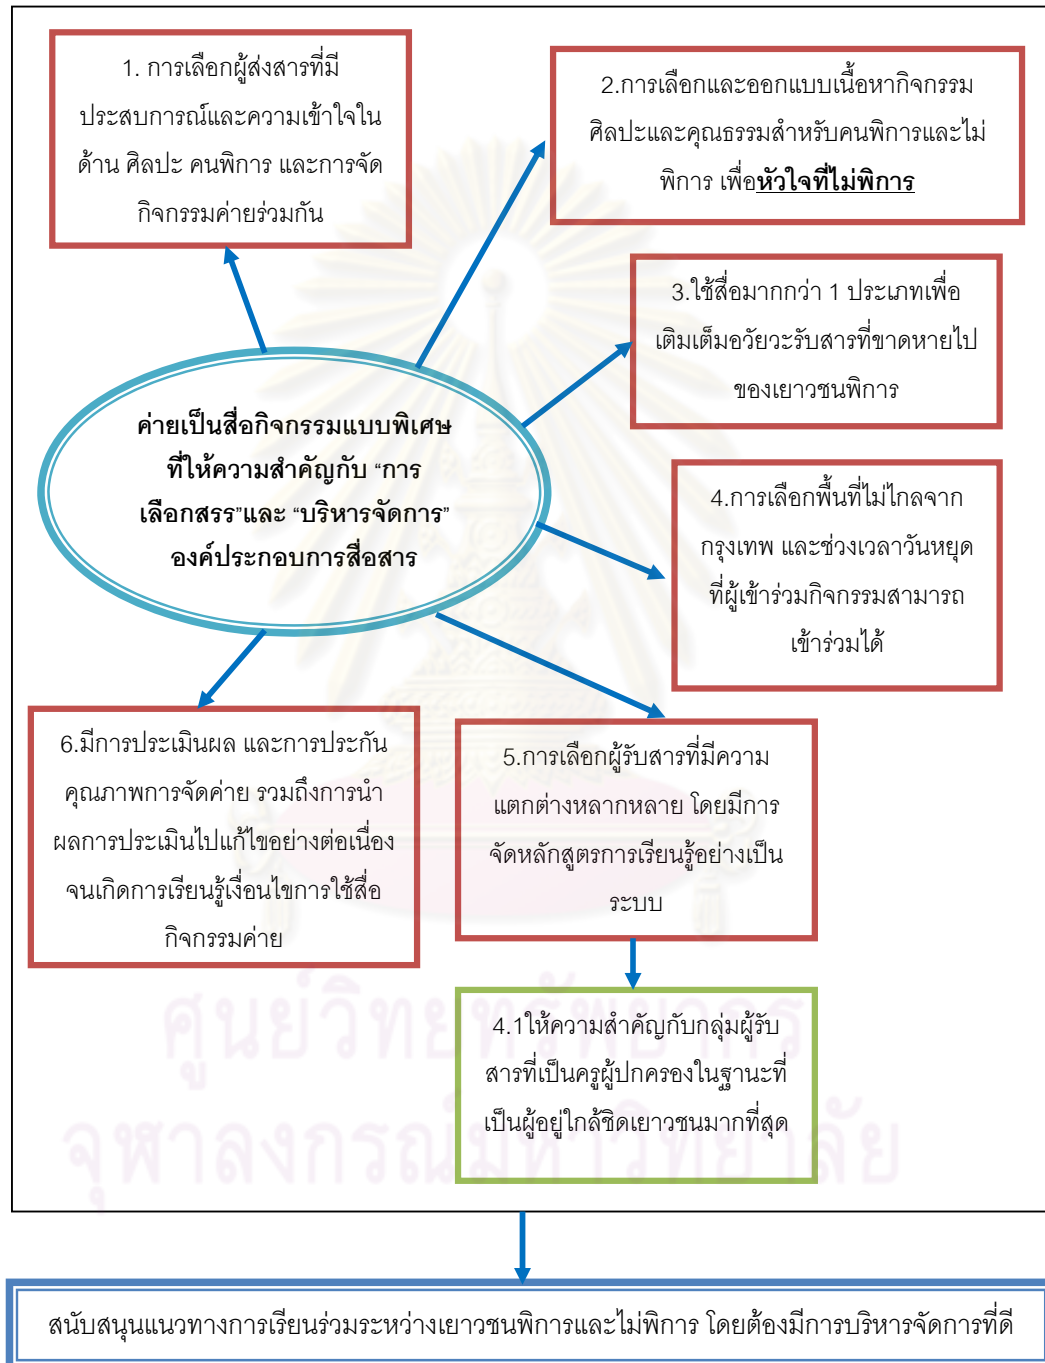 1. การเลือกผู้ส่งสารที่มี
ประสบการณ์และความเข้าใจใน
ด้าน ศิลปะ คนพิการ และการจัด
กิจกรรมค่ายร่วมกัน
2.การเลือกและออกแบบเนื้อหากิจกรรม
ศิลปะและคุณธรรมสำหรับคนพิการและไม่
พิการ เพื่อหัวใจที่ไม่พิการ
3.ใช้สื่อมากกว่า 1 ประเภทเพื่อ
เติมเต็มอวัยวะรับสารที่ขาดหายไป
ของเยาวชนพิการ
ค่ายเป็นสื่อกิจกรรมแบบพิเศษ
ที่ให้ความสำคัญกับ “การ
เลือกสรร”และ “บริหารจัดการ”
องค์ประกอบการสื่อสาร
4.การเลือกพื้นที่ไม่ไกลจาก
กรุงเทพ และช่วงเวลาวันหยุด
ที่ผู้เข้าร่วมกิจกรรมสามารถ
เข้าร่วมได้
6.มีการประเมินผล และการประกัน
คุณภาพการจัดค่าย รวมถึงการนำ
ผลการประเมินไปแก้ไขอย่างต่อเนื่อง
จนเกิดการเรียนรู้เงื่อนไขการใช้สื่อ
กิจกรรมค่าย
5.การเลือกผู้รับสารที่มีความ
แตกต่างหลากหลาย โดยมีการ
จัดหลักสูตรการเรียนรู้อย่างเป็น
ระบบ
4.1ให้ความสำคัญกับกลุ่มผู้รับ
สารที่เป็นครูผู้ปกครองในฐานะที่
เป็นผู้อยู่ใกล้ชิดเยาวชนมากที่สุด
ศูนย์วิทยทรัพยากร
จุฬาลงกรณ์มหาวิทยาลัย
สนับสนุนแนวทางการเรียนร่วมระหว่างเยาวชนพิการและไม่พิการ โดยต้องมีการบริหารจัดการที่ดี